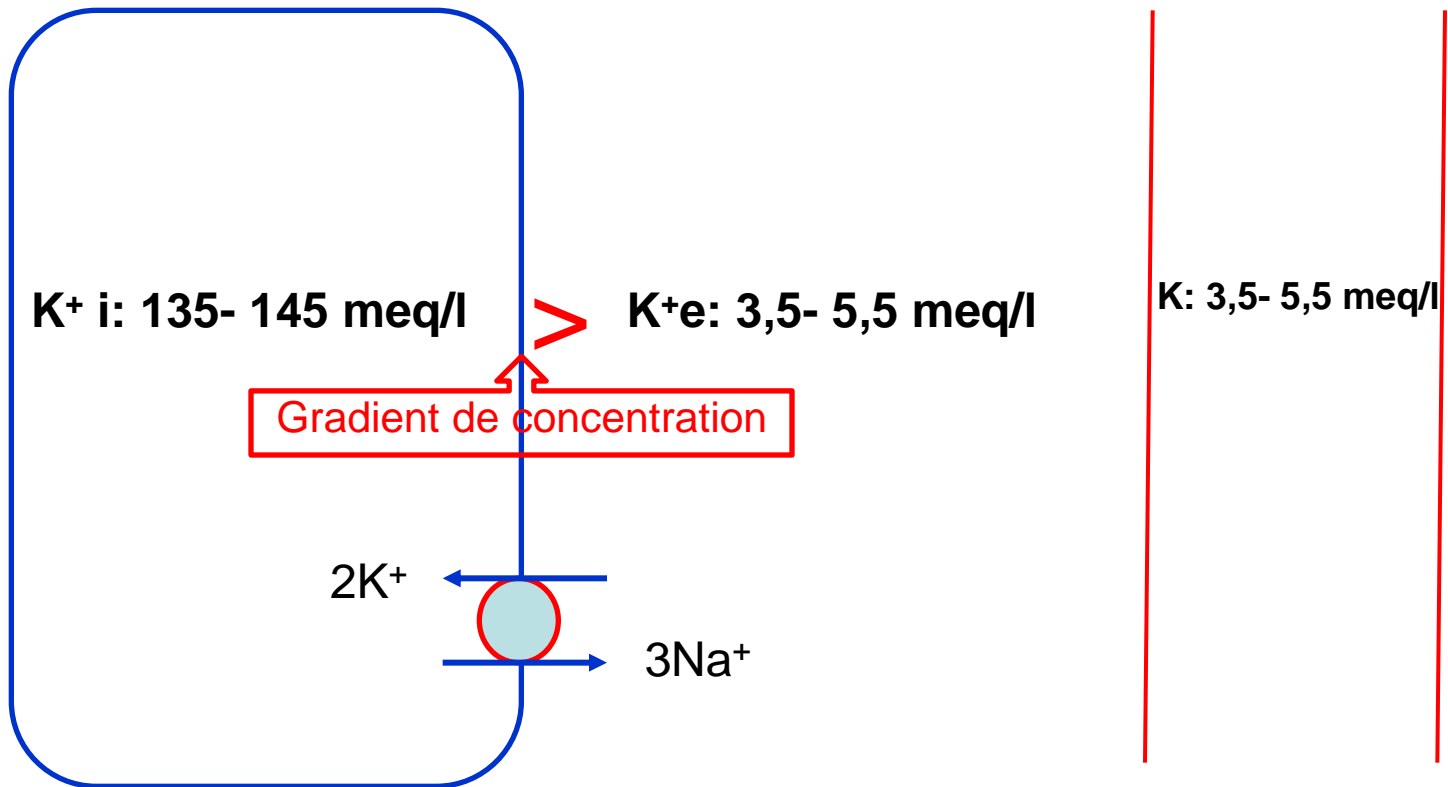 K⁺ i: 135- 145 meq/l > K⁺e: 3,5- 5,5 meq/l
K: 3,5- 5,5 meq/l
Gradient de concentration
2K⁺
3Na⁺